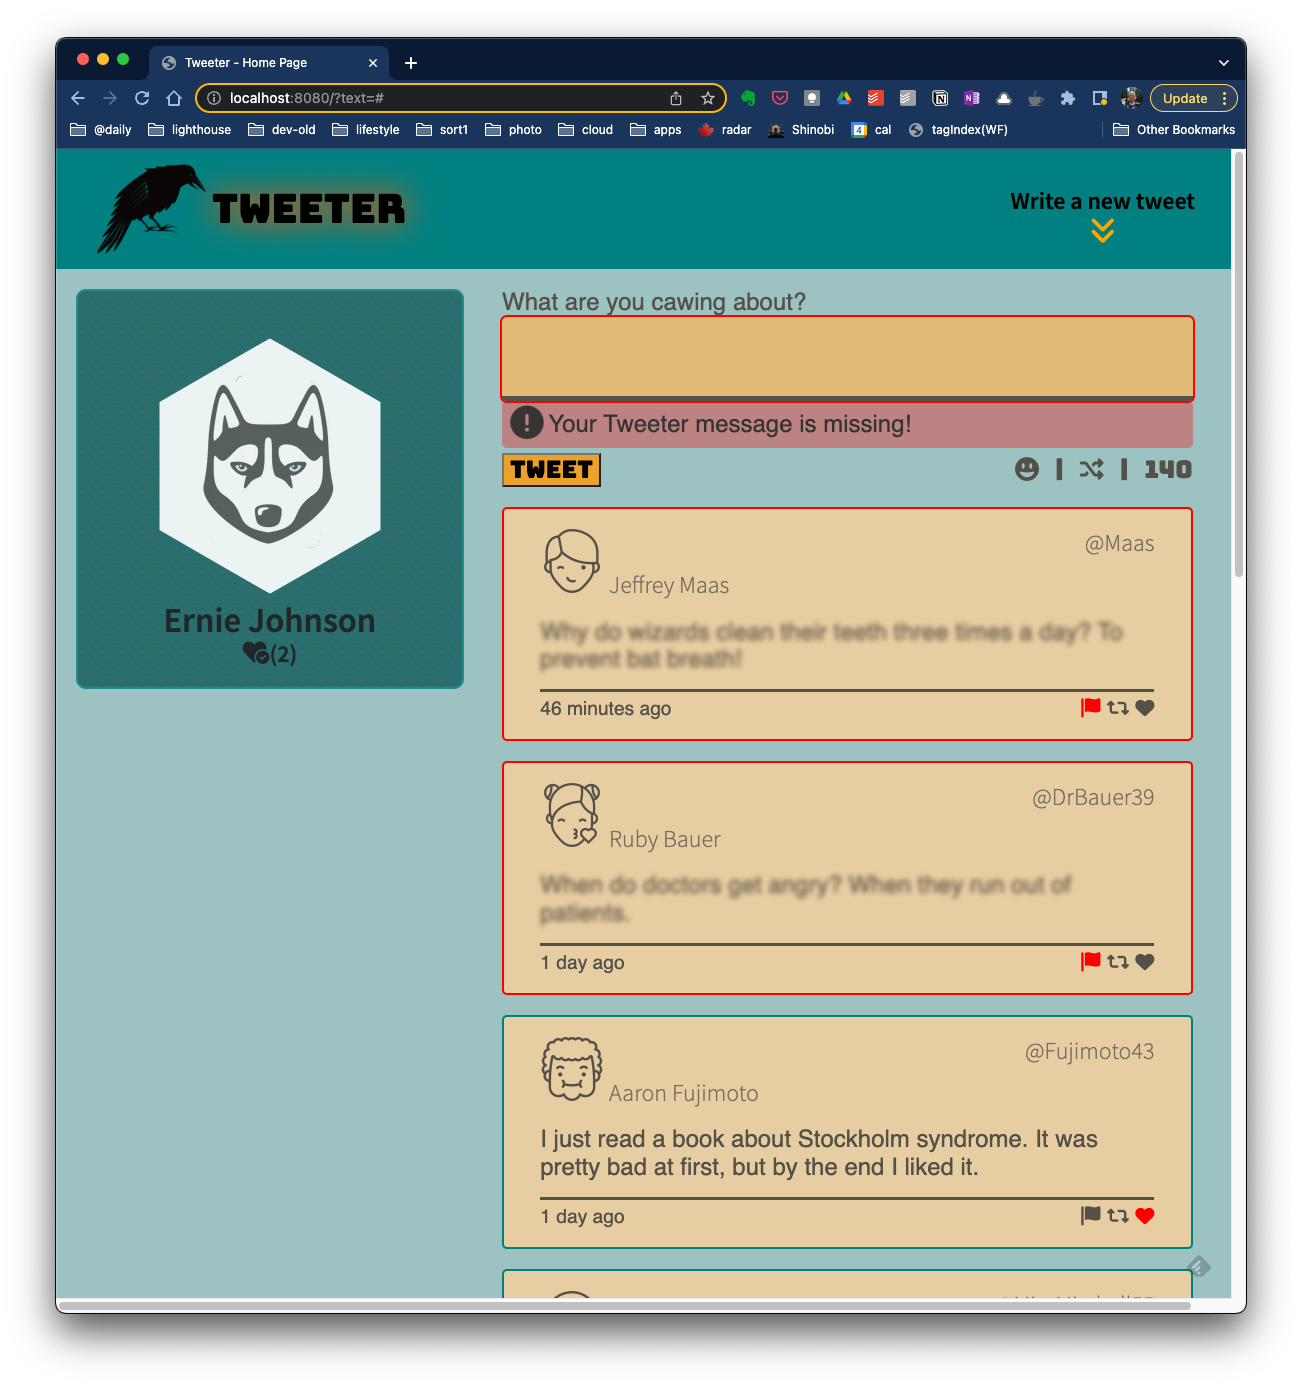 Tweeter - Home Page
localhost:8080/?text=#
Update
@daily
lighthouse
dev-old
lifestyle
sort1
photo
cloud
apps
radar
Shinobi
4
cal
tagIndex(WF)
Other Bookmarks
TWEETER
Write a new tweet
What are you cawing about?
Your Tweeter message is missing!
TWEET
140
Ernie Johnson
(2)
@Maas
Jeffrey Maas
Why do wizards clean their teeth three times a day? To
prevent bat breath!
46 minutes ago
@DrBauer39
Ruby Bauer
When do doctors get angry? When they run out of
patients.
1 day ago
@Fujimoto43
Aaron Fujimoto
I just read a book about Stockholm syndrome. It was
pretty bad at first, but by the end I liked it.
1 day ago